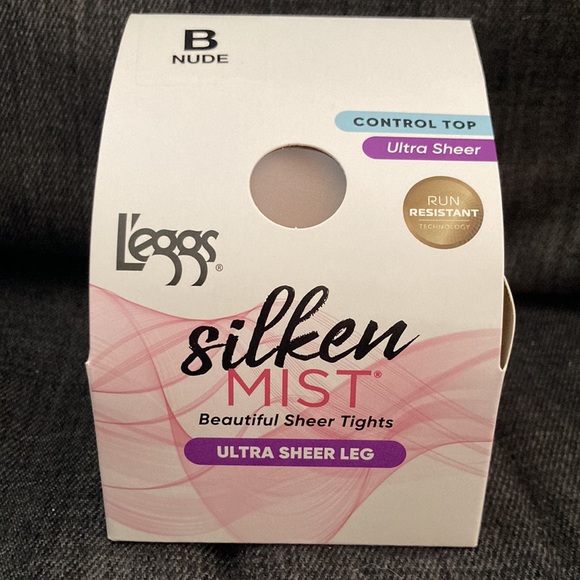 B
NUDE
CONTROL TOP
Ultra Sheer
RUN
RESISTANT
TECHNOLOGY
L'eggs®
silken
MIST®
Beautiful Sheer Tights
ULTRA SHEER LEG